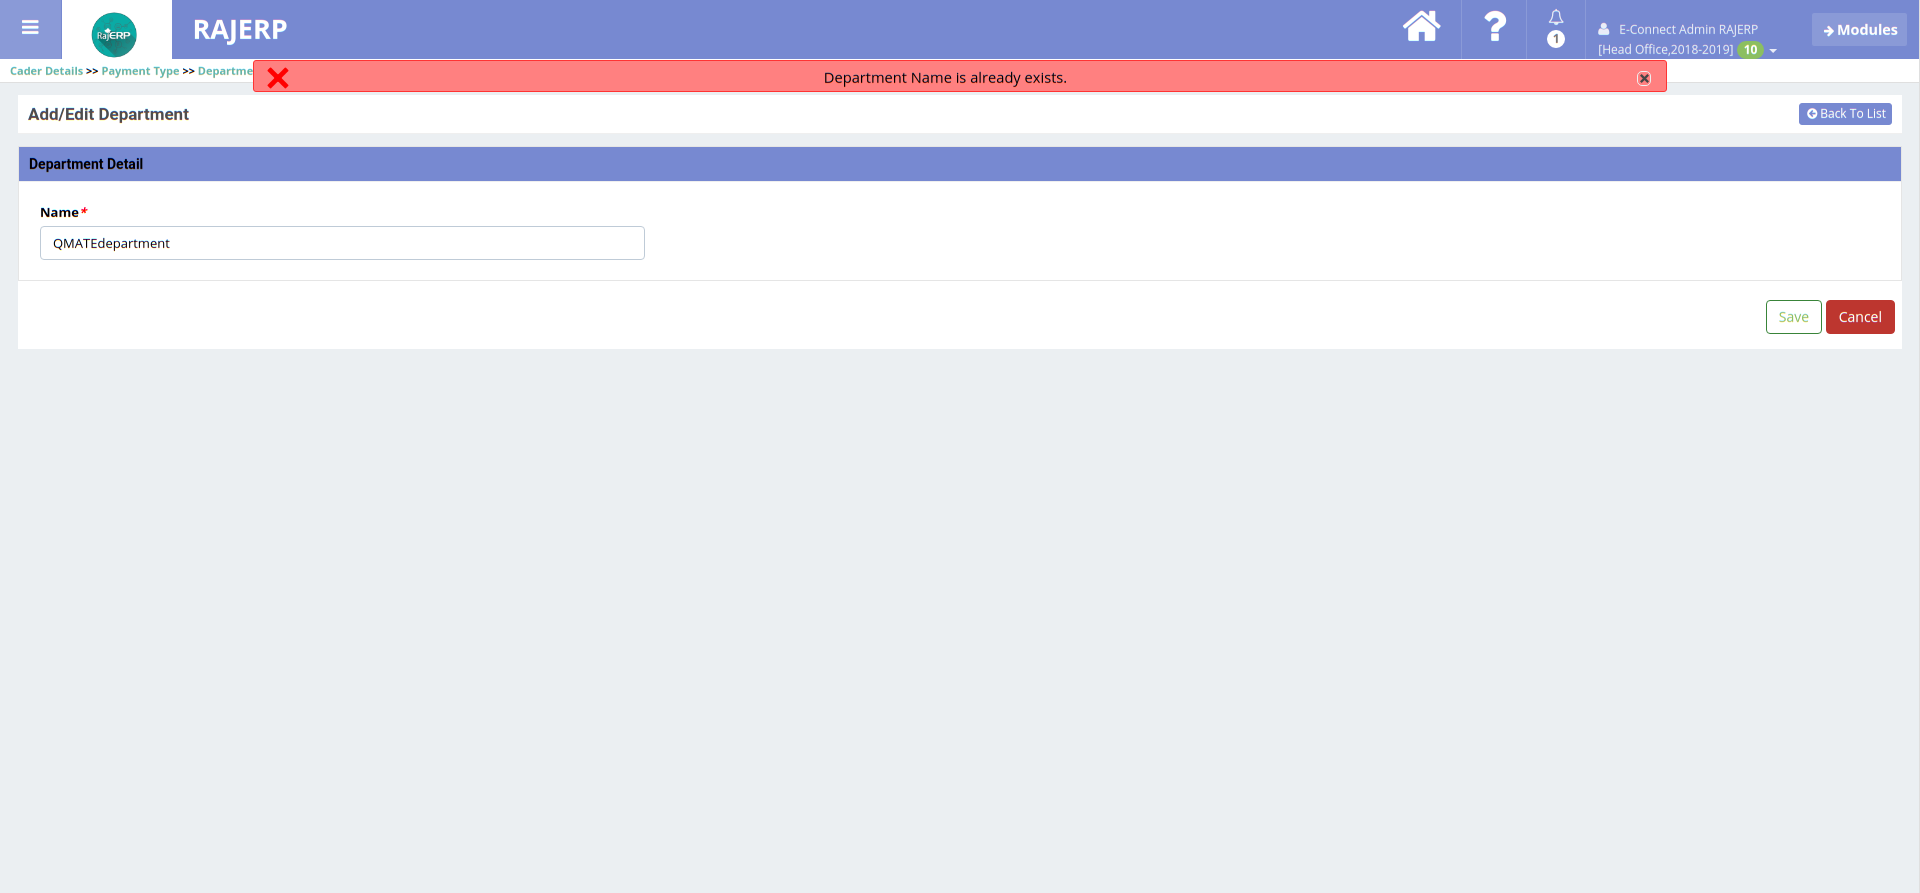 RajERP
RAJERP
1
E-Connect Admin RAJERP
[Head Office,2018-2019] 10
Modules
Cader Details >> Payment Type >>
Department Name is already exists.
Add/Edit Department
Back To List
Department Detail
Name*
QMATEdepartment
Save
Cancel